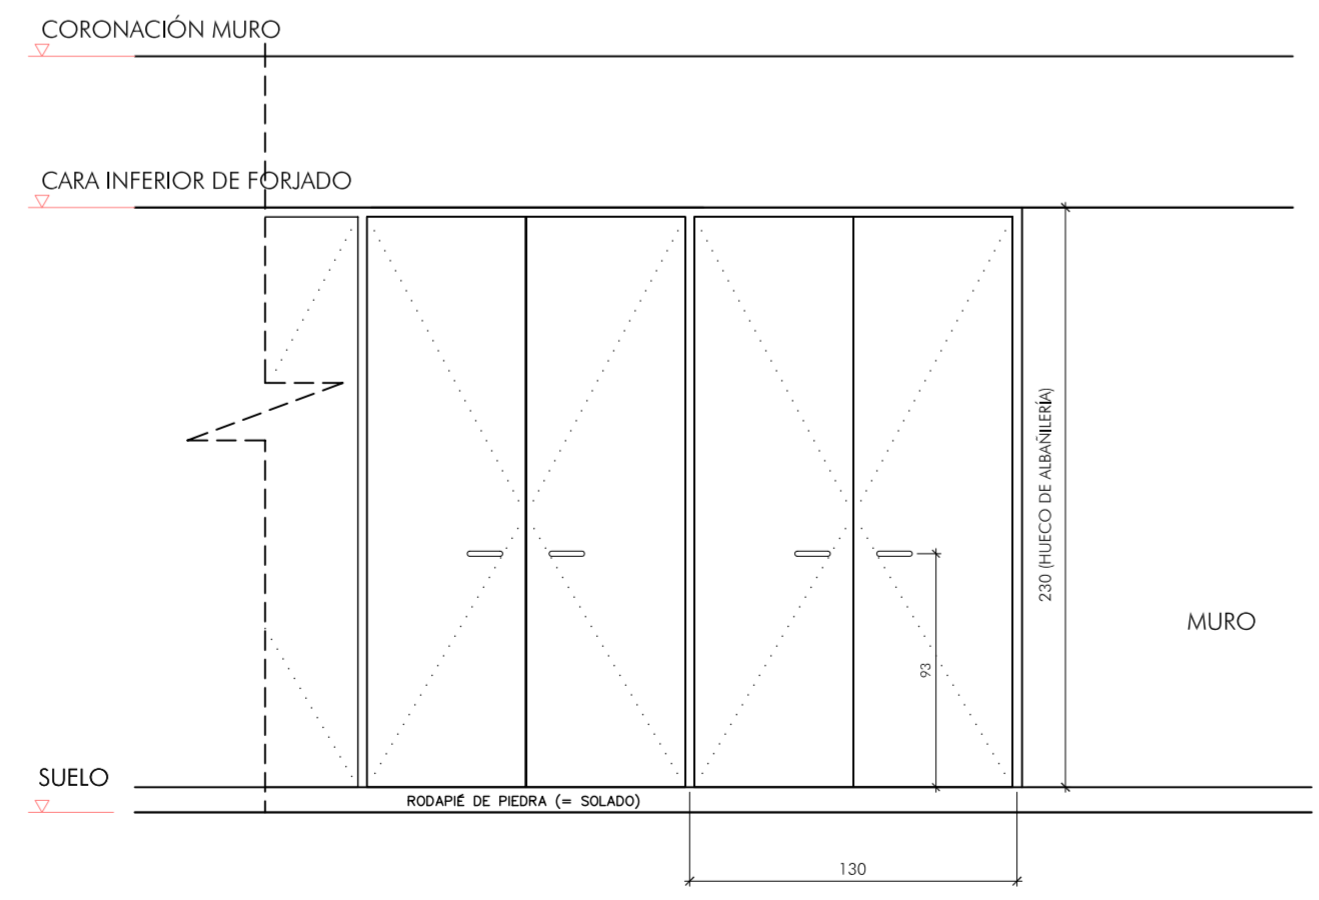 CORONACIÓN MURO
CARA INFERIOR DE FORJADO
230 (HUECO DE ALBAÑILERÍA)
MURO
93
SUELO
RODAPIÉ DE PIEDRA (= SOLADO)
130